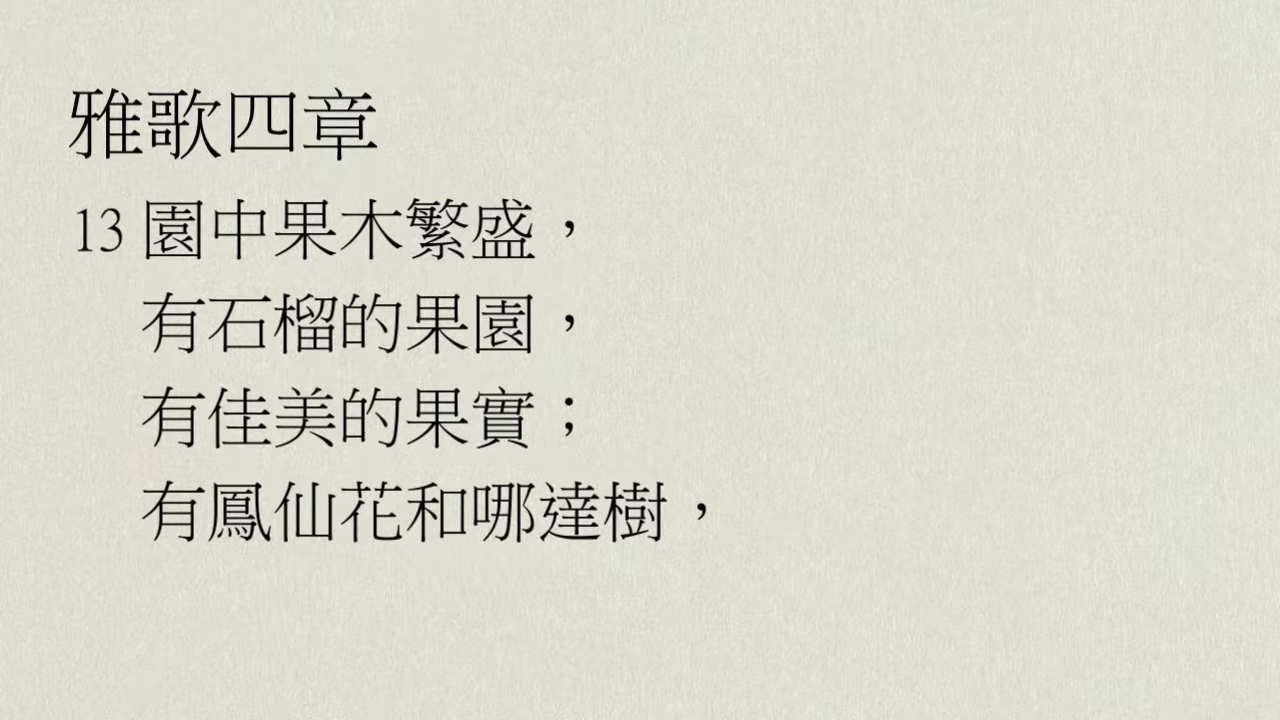 雅歌四章
13 園中果木繁盛，
有石榴的果園，
有佳美的果實；
有鳳仙花和哪達樹，